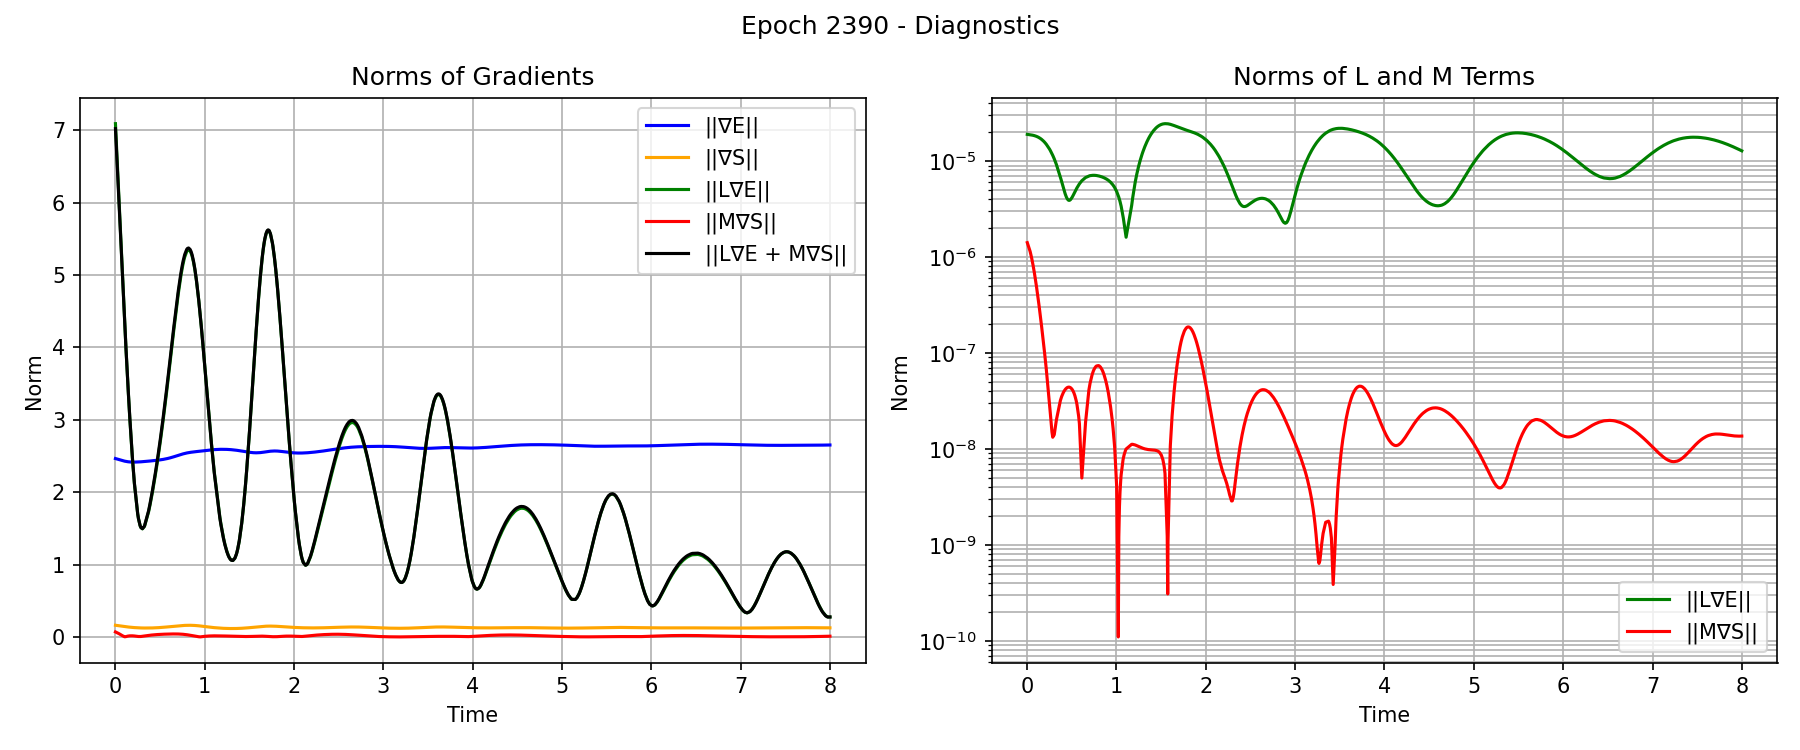 Epoch 2390 - Diagnostics
Norms of Gradients
Norm
7
6
5
4
3
2
1
0
||∇E||
||∇S||
||L∇E||
||M∇S||
||L∇E + M∇S||
0 1 2 3 4 5 6 7 8
Time
Norms of L and M Terms
Norm
10⁻⁵
10⁻⁶
10⁻⁷
10⁻⁸
10⁻⁹
10⁻¹⁰
||L∇E||
||M∇S||
0 1 2 3 4 5 6 7 8
Time